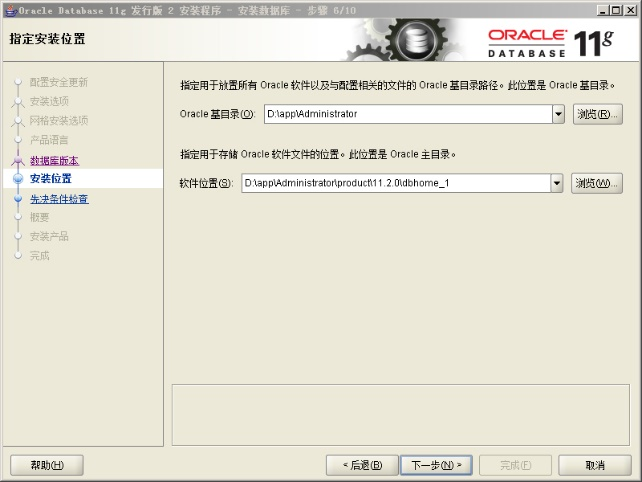 Oracle Database 11g 发行版 2 安装程序 - 安装数据库 - 步骤 6/10
指定安装位置
ORACLE
DATABASE
11g
配置安全更新
安装选项
网格安装选项
产品语言
数据库版本
安装位置
先决条件检查
概要
安装产品
完成
指定用于放置所有 Oracle 软件以及与配置相关的文件的 Oracle 基目录路径。此位置是 Oracle 基目录。
Oracle 基目录(O): D:\app\Administrator 浏览(R)...
指定用于存储 Oracle 软件文件的位置。此位置是 Oracle 主目录。
软件位置(S): D:\app\Administrator\product\11.2.0\dbhome_1 浏览(W)...
帮助(H) < 后退(B) 下一步(N) > 完成(F) 取消